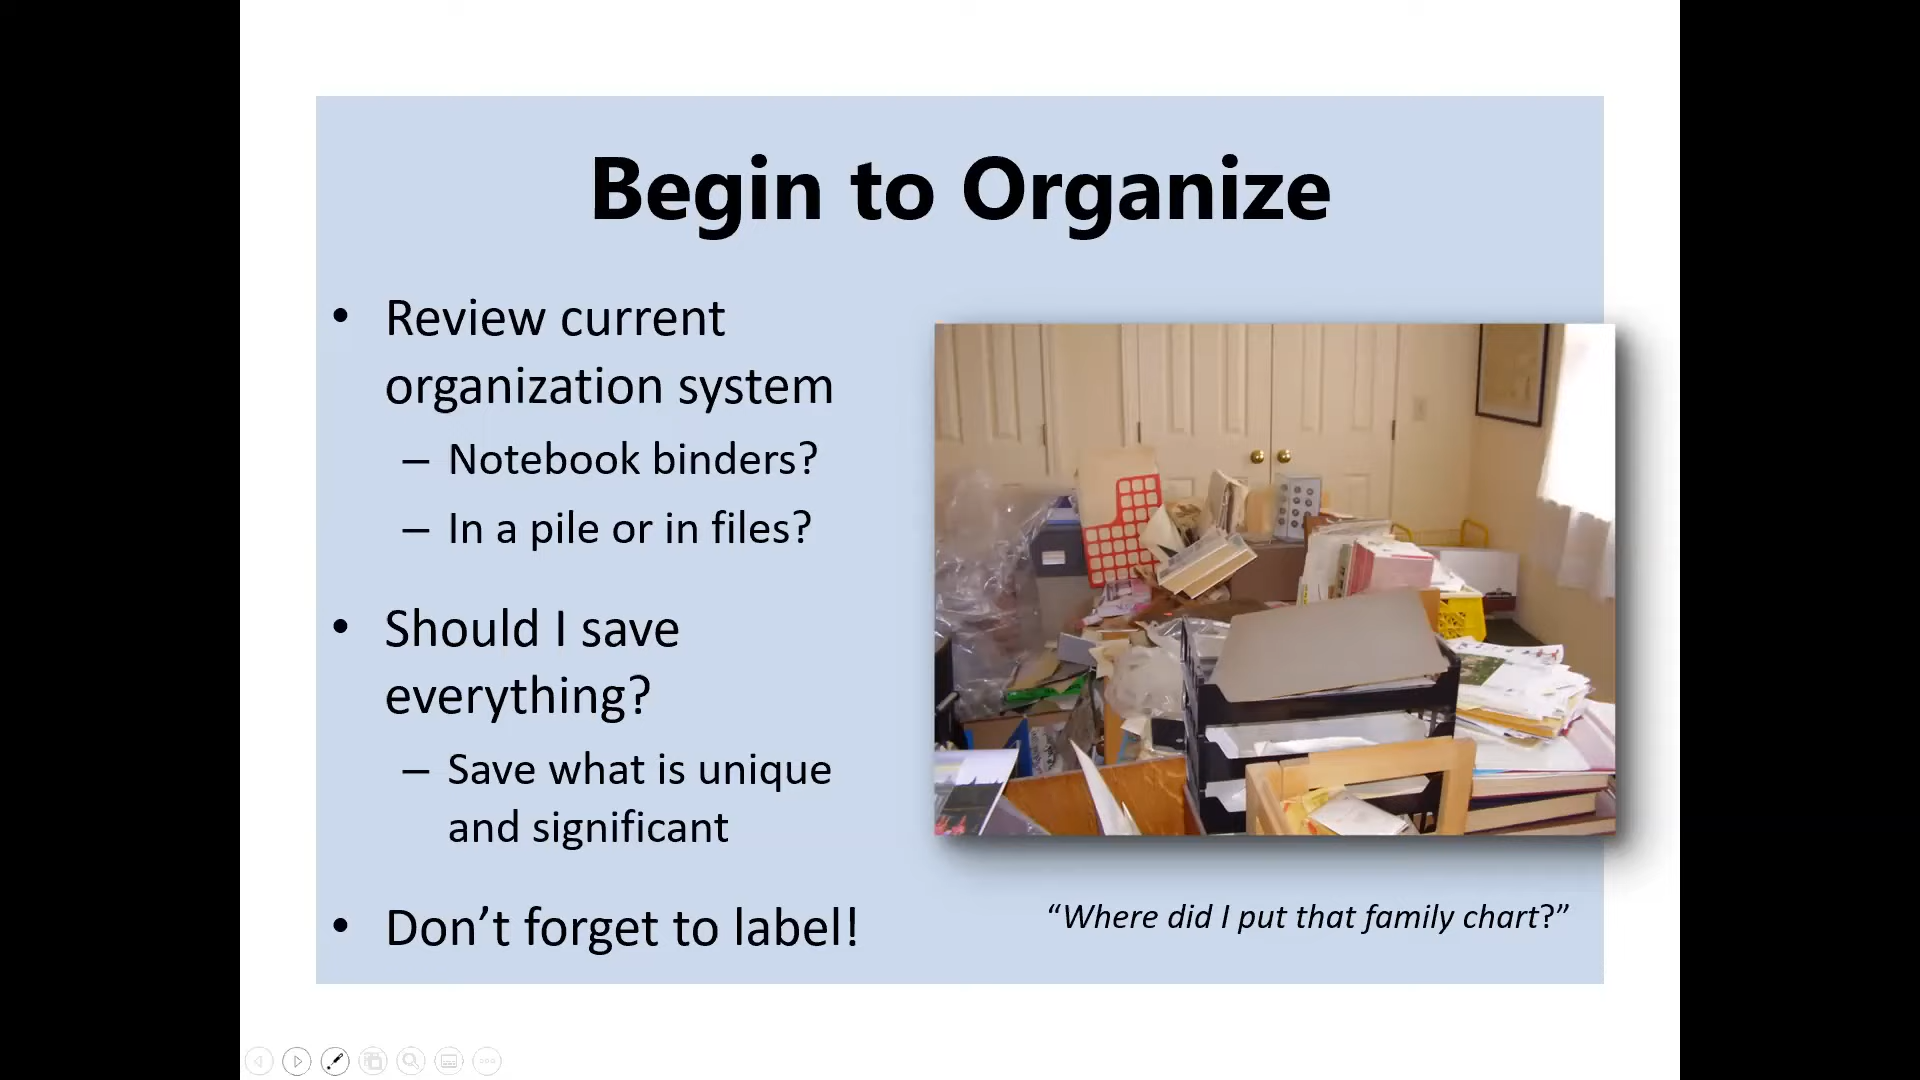 Begin to Organize
• Review current
organization system
– Notebook binders?
– In a pile or in files?
• Should I save
everything?
– Save what is unique
and significant
• Don’t forget to label!
“Where did I put that family chart?”